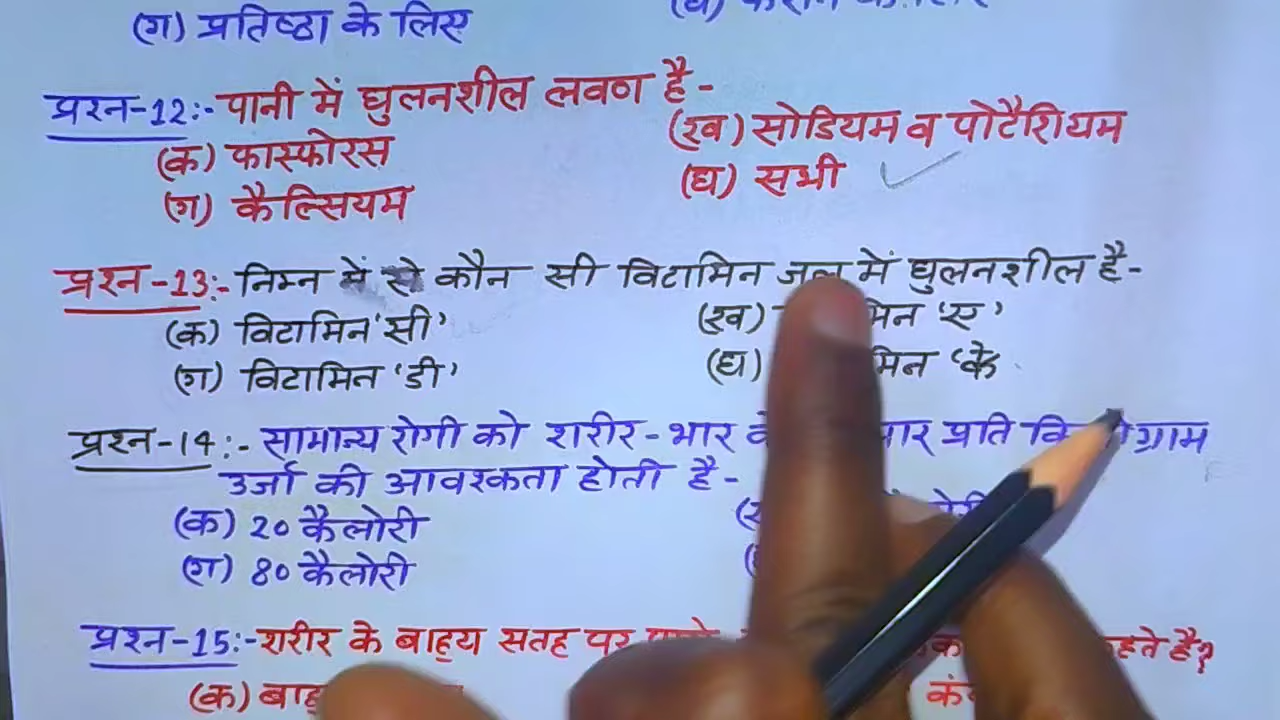 (ग) प्रतिष्ठा के लिए
प्रश्न-12:- पानी में घुलनशील लवण है-
(क) फास्फोरस (ख) सोडियम व पोटैशियम
(ग) कैल्सियम (घ) सभी
प्रश्न-13:- निम्न में से कौन सी विटामिन जल में घुलनशील है-
(क) विटामिन 'सी' (ख) मिन 'ए'
(ग) विटामिन 'डी' (घ) मिन 'के
प्रश्न-14:- सामान्य रोगी को शरीर-भार प्रति ग्राम
उर्जा की आवश्कता होती है-
(क) 20 कैलोरी
(ग) 80 कैलोरी
प्रश्न-15:- शरीर के बाह्य सतह पर
(क)